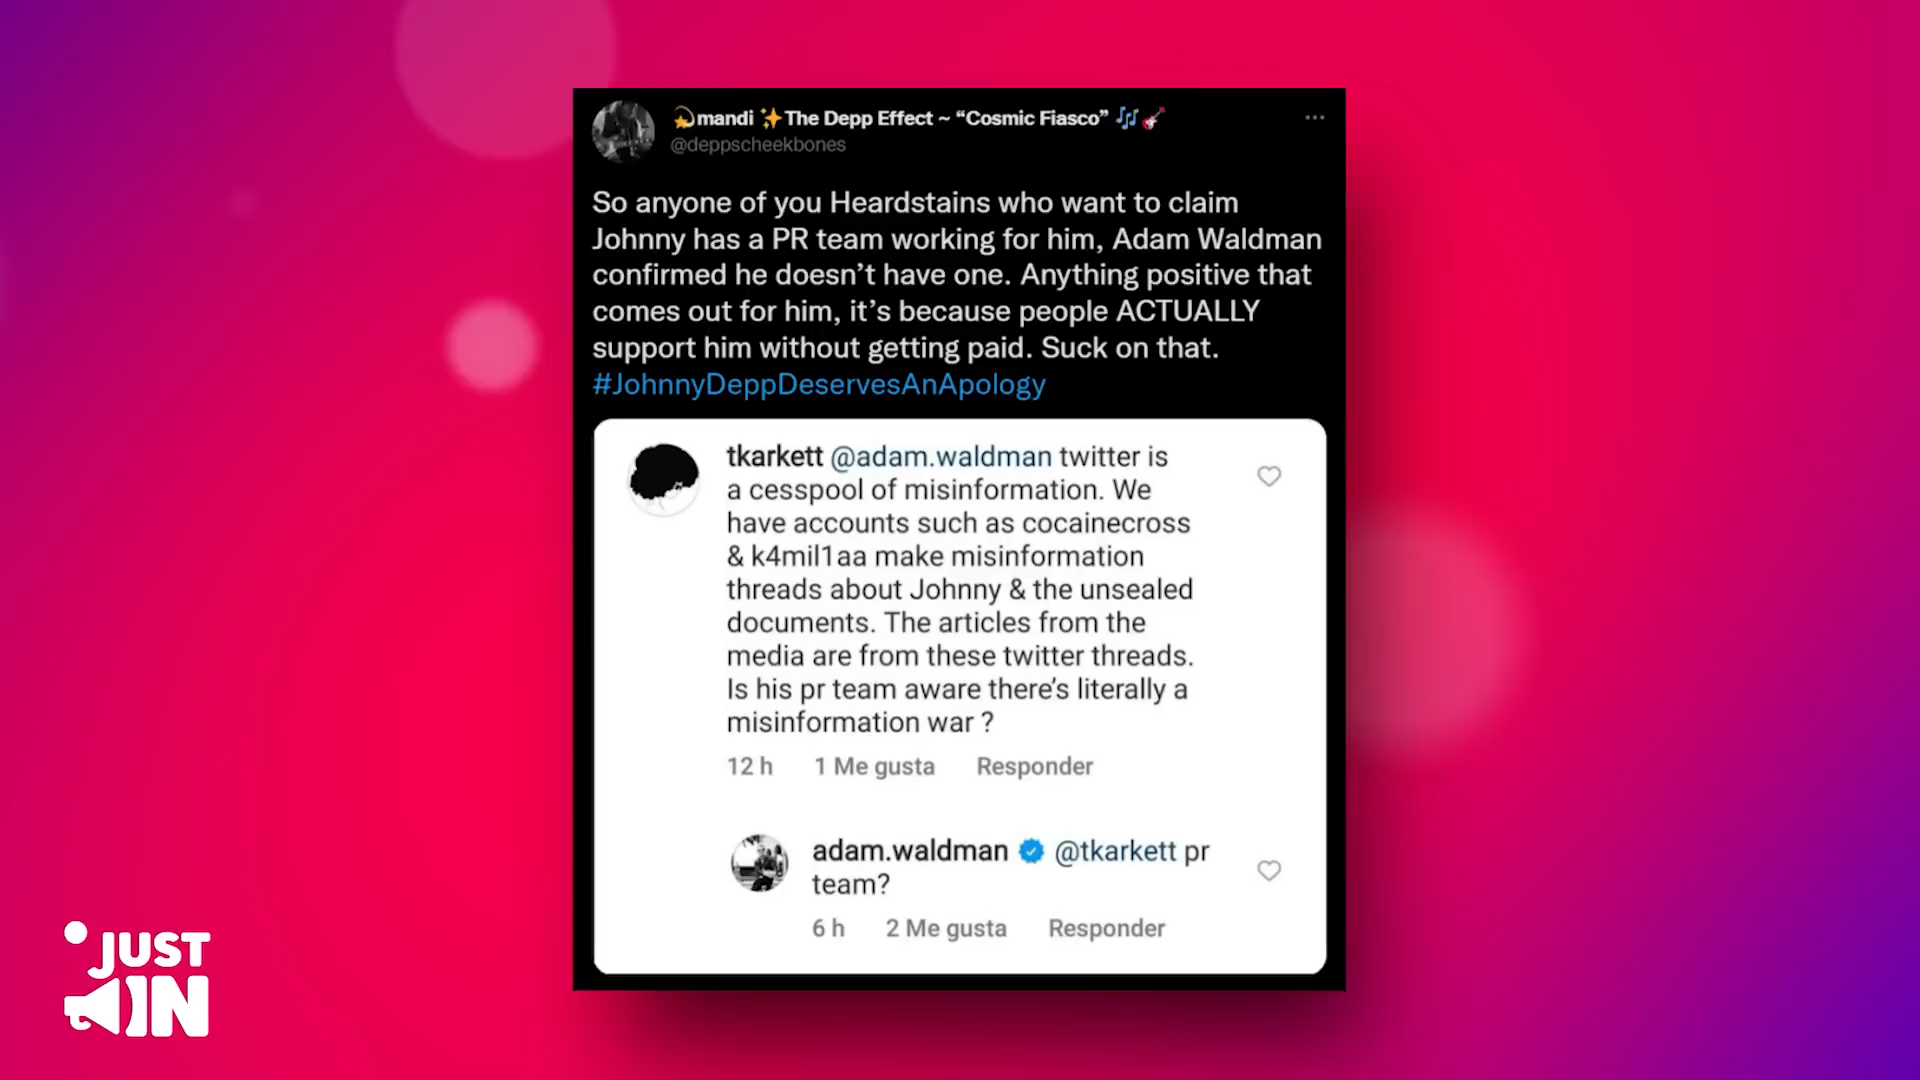 💫mandi ✨The Depp Effect ~ “Cosmic Fiasco” 🎶🎸
@deppscheekbones
So anyone of you Heardstains who want to claim
Johnny has a PR team working for him, Adam Waldman
confirmed he doesn’t have one. Anything positive that
comes out for him, it’s because people ACTUALLY
support him without getting paid. Suck on that.
#JohnnyDeppDeservesAnApology
tkarkett @adam.waldman twitter is
a cesspool of misinformation. We
have accounts such as cocainecross
& k4mil1aa make misinformation
threads about Johnny & the unsealed
documents. The articles from the
media are from these twitter threads.
Is his pr team aware there's literally a
misinformation war ?
12 h 1 Me gusta Responder
adam.waldman @tkarkett pr
team?
6 h 2 Me gusta Responder
JUST
IN